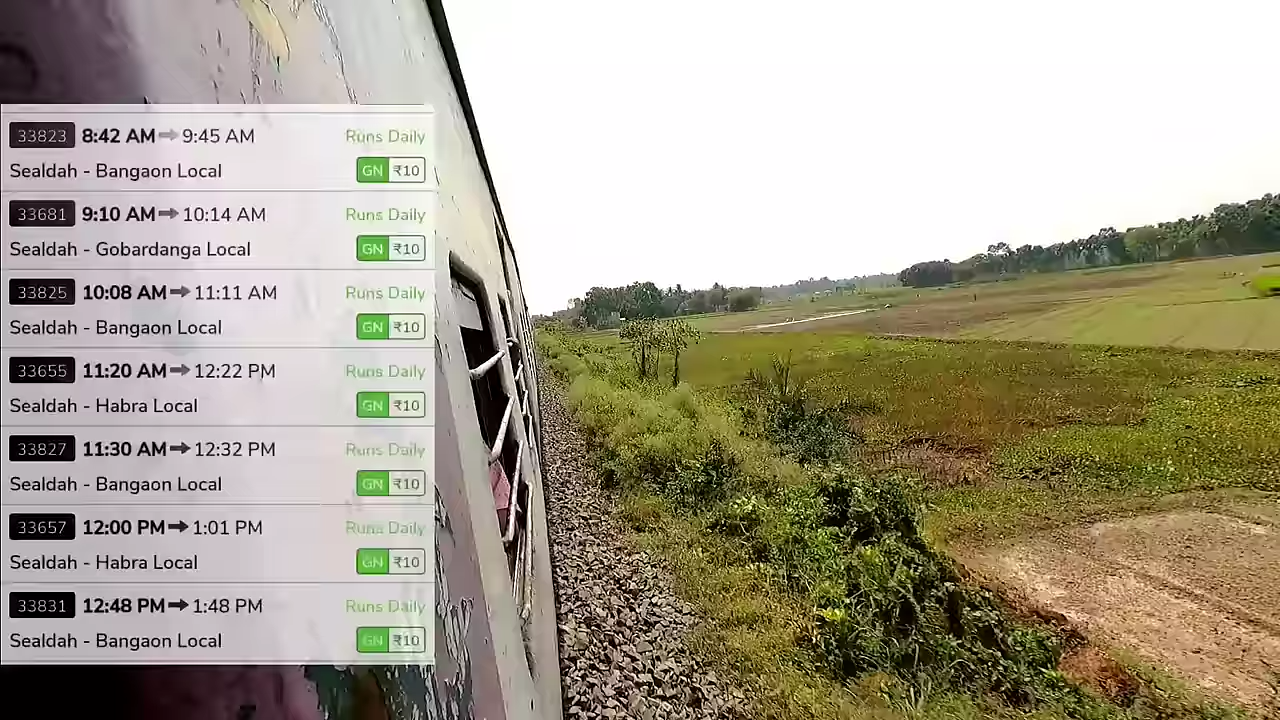 33823 8:42 AM➡9:45 AM Runs Daily
Sealdah - Bangaon Local GN ₹10
33681 9:10 AM➡10:14 AM Runs Daily
Sealdah - Gobardanga Local GN ₹10
33825 10:08 AM➡11:11 AM Runs Daily
Sealdah - Bangaon Local GN ₹10
33655 11:20 AM➡12:22 PM Runs Daily
Sealdah - Habra Local GN ₹10
33827 11:30 AM➡12:32 PM Runs Daily
Sealdah - Bangaon Local GN ₹10
33657 12:00 PM➡1:01 PM Runs Daily
Sealdah - Habra Local GN ₹10
33831 12:48 PM➡1:48 PM Runs Daily
Sealdah - Bangaon Local GN ₹10